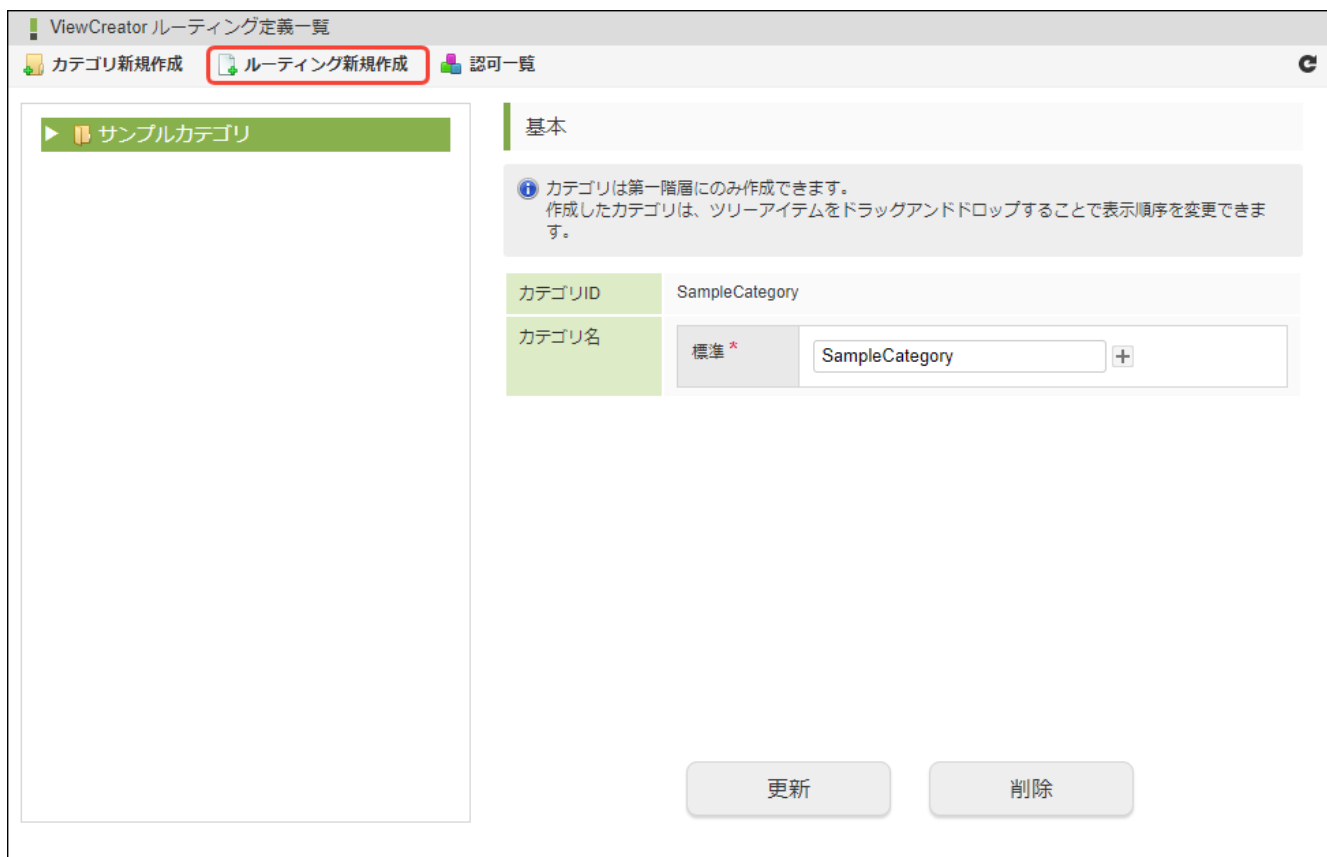 ViewCreator ルーティング定義一覧
カテゴリ新規作成 ルーティング新規作成 認可一覧
サンプルカテゴリ
基本
カテゴリは第一階層にのみ作成できます。
作成したカテゴリは、ツリーアイテムをドラッグアンドドロップすることで表示順序を変更できま
す。
カテゴリID SampleCategory
カテゴリ名 標準 * SampleCategory
更新 削除